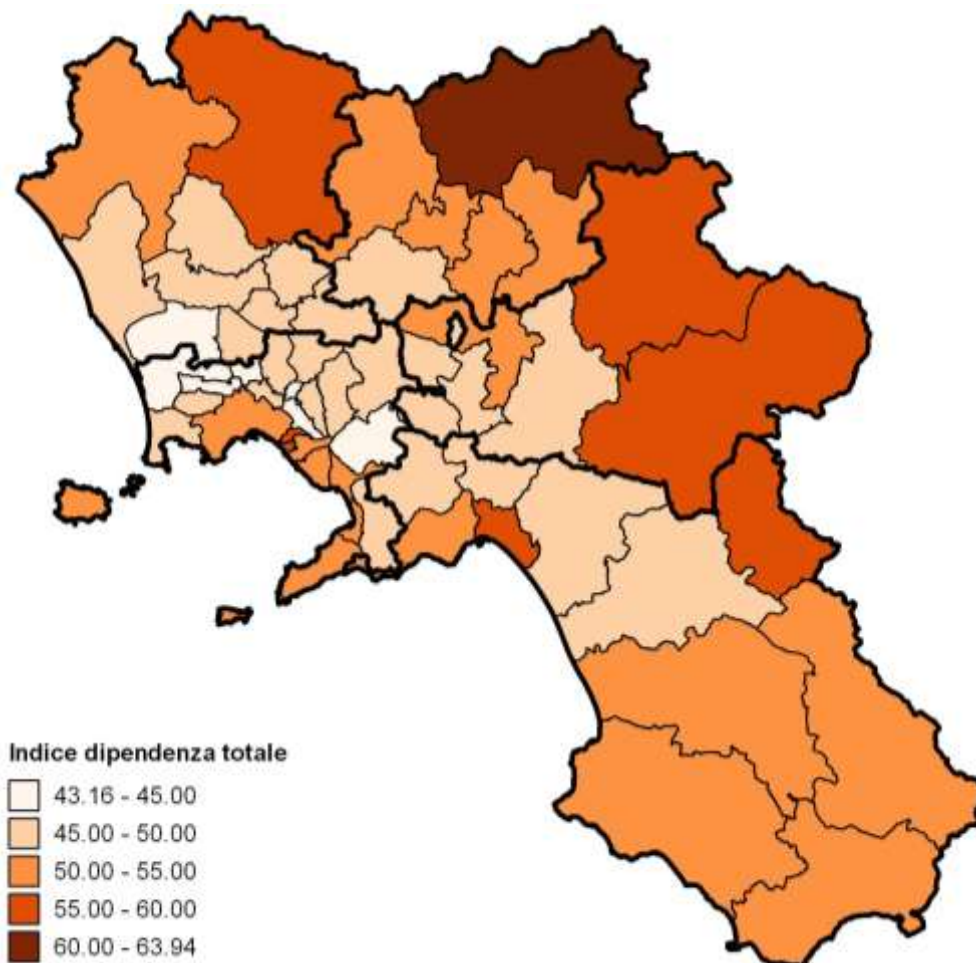 Indice dipendenza totale
43.16 - 45.00
45.00 - 50.00
50.00 - 55.00
55.00 - 60.00
60.00 - 63.94